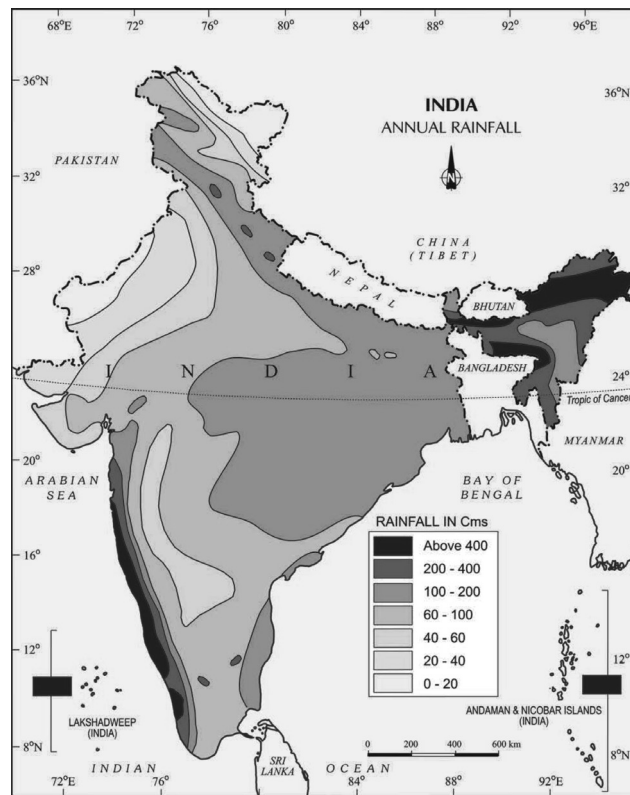 68°E
72°
76°
80°
84°
88°
92°
96°E
36°N
36°N
INDIA
ANNUAL RAINFALL
PAKISTAN
N
32°
32°
CHINA
(TIBET)
28°
28°
NEPAL
BHUTAN
INDIA
BANGLADESH
24°
24°
Tropic of Cancer
MYANMAR
20°
20°
ARABIAN
SEA
BAY OF
BENGAL
RAINFALL IN Cms
Above 400
200 - 400
100 - 200
60 - 100
40 - 60
20 - 40
0 - 20
16°
16°
12°
12°
LAKSHADWEEP
(INDIA)
ANDAMAN & NICOBAR ISLANDS
(INDIA)
8°N
8°N
0 200 400 600 km
SRI
LANKA
INDIAN OCEAN
72°E
76°
80°
84°
88°
92°E